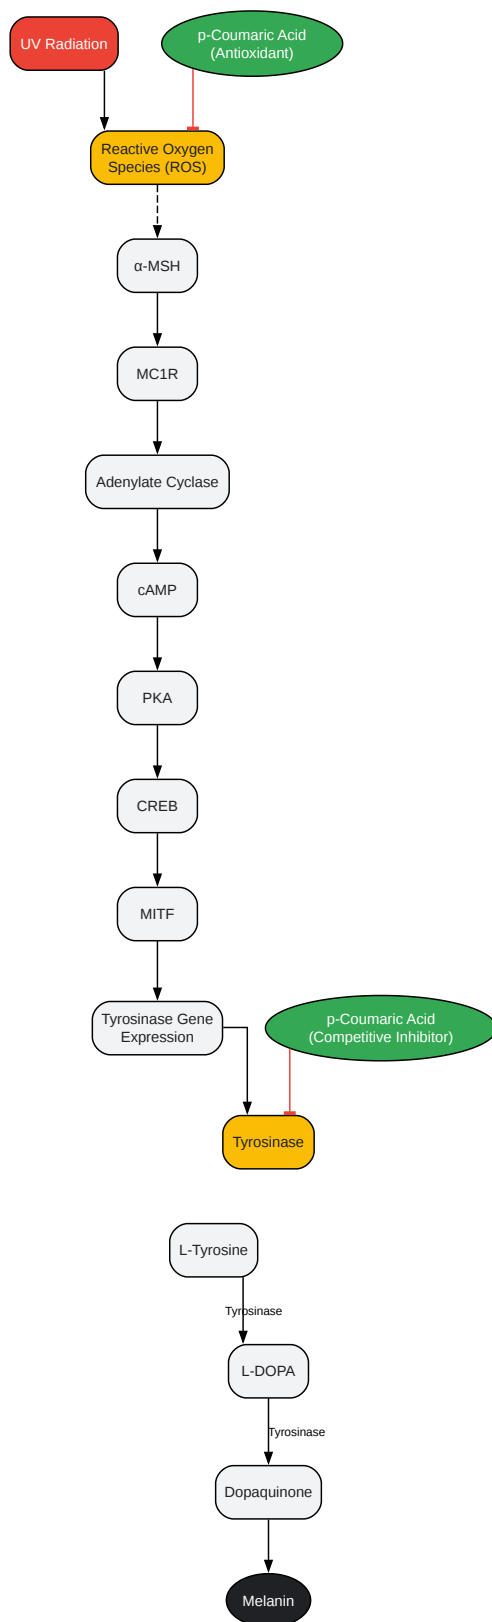 UV Radiation
p-Coumaric Acid
(Antioxidant)
Reactive Oxygen
Species (ROS)
α-MSH
MC1R
Adenylate Cyclase
cAMP
PKA
CREB
MITF
Tyrosinase Gene
Expression
p-Coumaric Acid
(Competitive Inhibitor)
Tyrosinase
L-Tyrosine
Tyrosinase
L-DOPA
Tyrosinase
Dopaquinone
Melanin